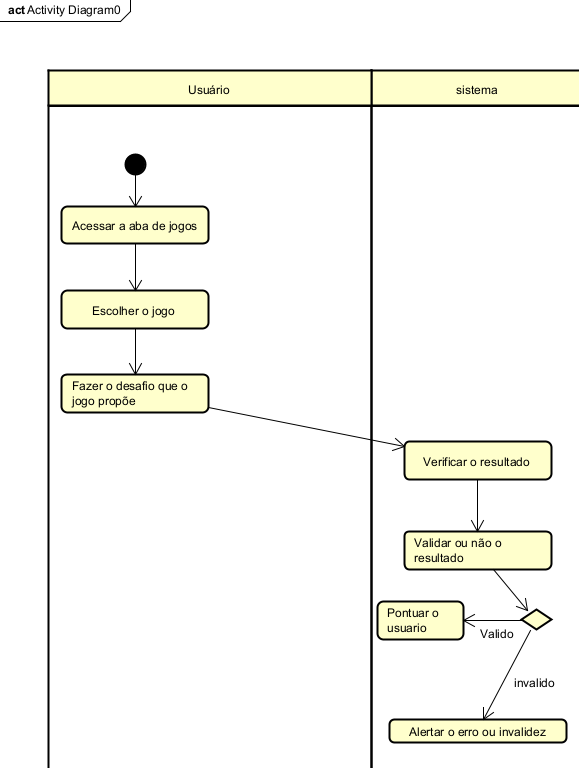 act Activity Diagram0
Usuário
sistema
Acessar a aba de jogos
Escolher o jogo
Fazer o desafio que o
jogo propõe
Verificar o resultado
Validar ou não o
resultado
Pontuar o
usuario
Valido
invalido
Alertar o erro ou invalidez